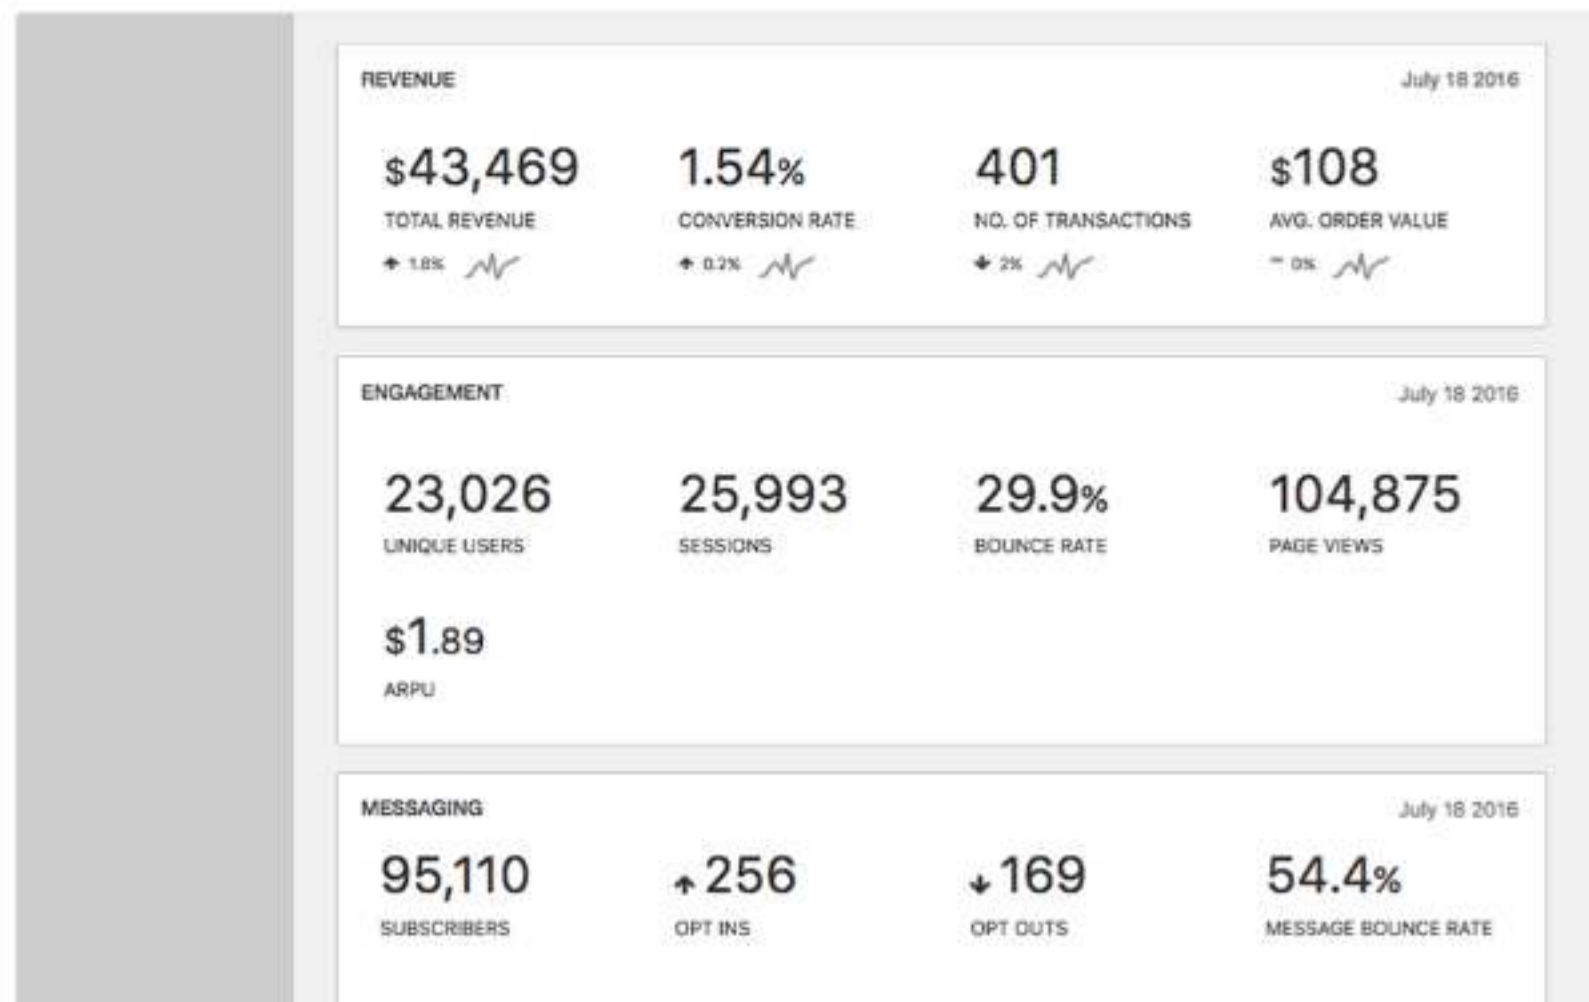 REVENUE July 18 2016
$43,469 1.54% 401 $108
TOTAL REVENUE CONVERSION RATE NO. OF TRANSACTIONS AVG. ORDER VALUE
1.8% 0.2% 2% 0%
ENGAGEMENT July 18 2016
23,026 25,993 29.9% 104,875
UNIQUE USERS SESSIONS BOUNCE RATE PAGE VIEWS
$1.89
ARPU
MESSAGING July 18 2016
95,110 256 169 54.4%
SUBSCRIBERS OPT INS OPT OUTS MESSAGE BOUNCE RATE